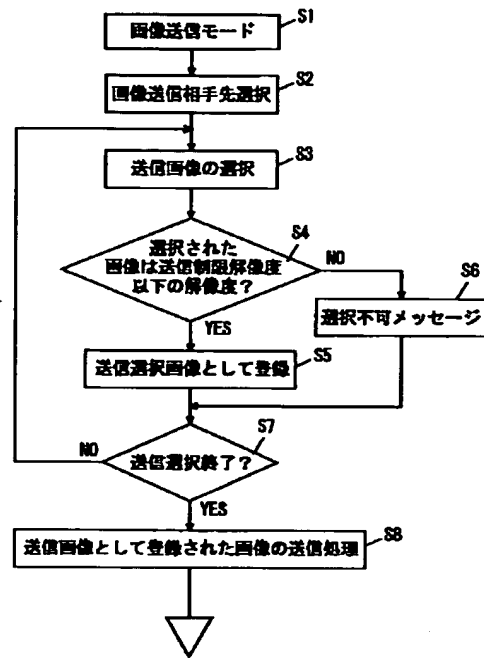 画像送信モード
S1
画像送信相手先選択
S2
送信画像の選択
S3
選択された
画像は送信制限解像度
以下の解像度？
S4
NO
YES
選択不可メッセージ
S6
送信選択画像として登録
S5
送信選択終了？
S7
NO
YES
送信画像として登録された画像の送信処理
S8